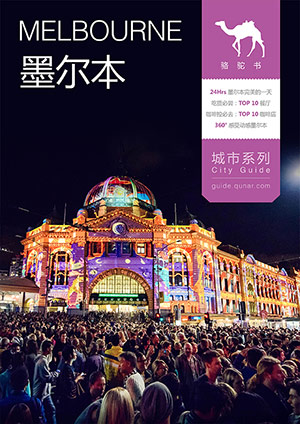 MELBOURNE
墨尔本
骆驼书
24Hrs 墨尔本完美的一天
吃货必尝：TOP 10 餐厅
咖啡控必去：TOP 10 咖啡店
360° 感受动感墨尔本
城市系列
City Guide
guide.qunar.com